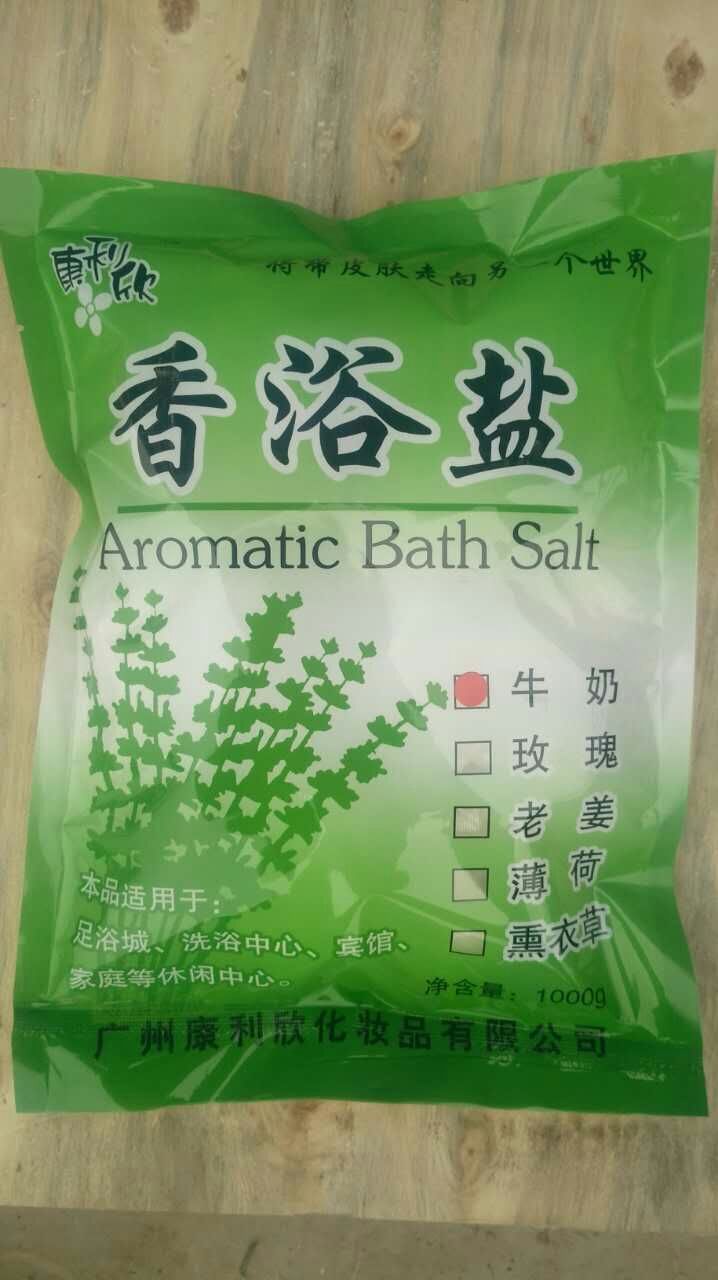 康利欣
将带皮肤走向另一个世界
香浴盐
Aromatic Bath Salt
牛奶
玫瑰
老姜
薄荷
薰衣草
本品适用于：
足浴城、洗浴中心、宾馆、
家庭等休闲中心。
净含量：1000g
广州康利欣化妆品有限公司